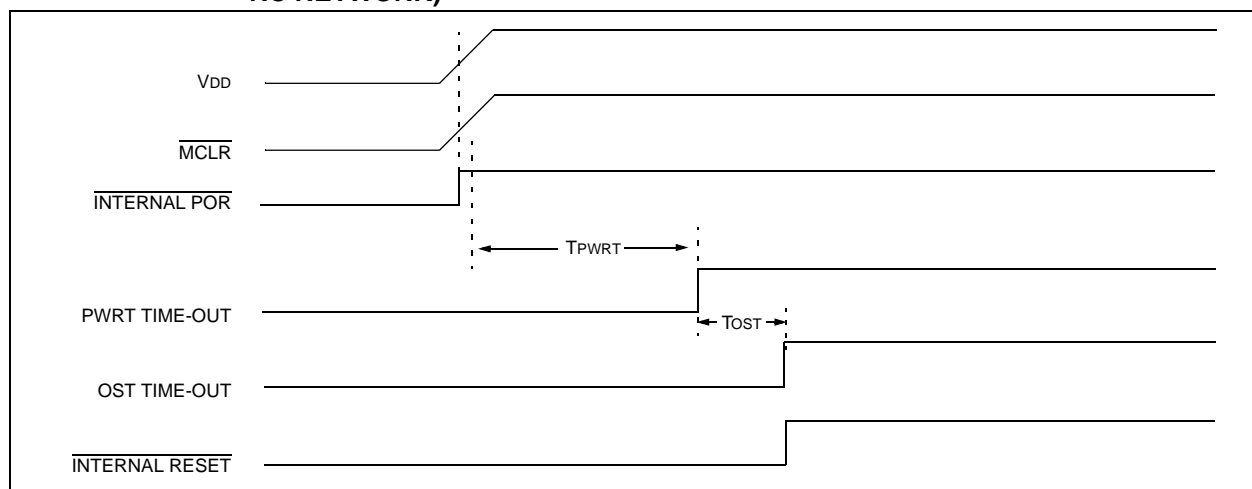 VDD
MCLR
INTERNAL POR
TPWRT
PWRT TIME-OUT
TOST
OST TIME-OUT
INTERNAL RESET